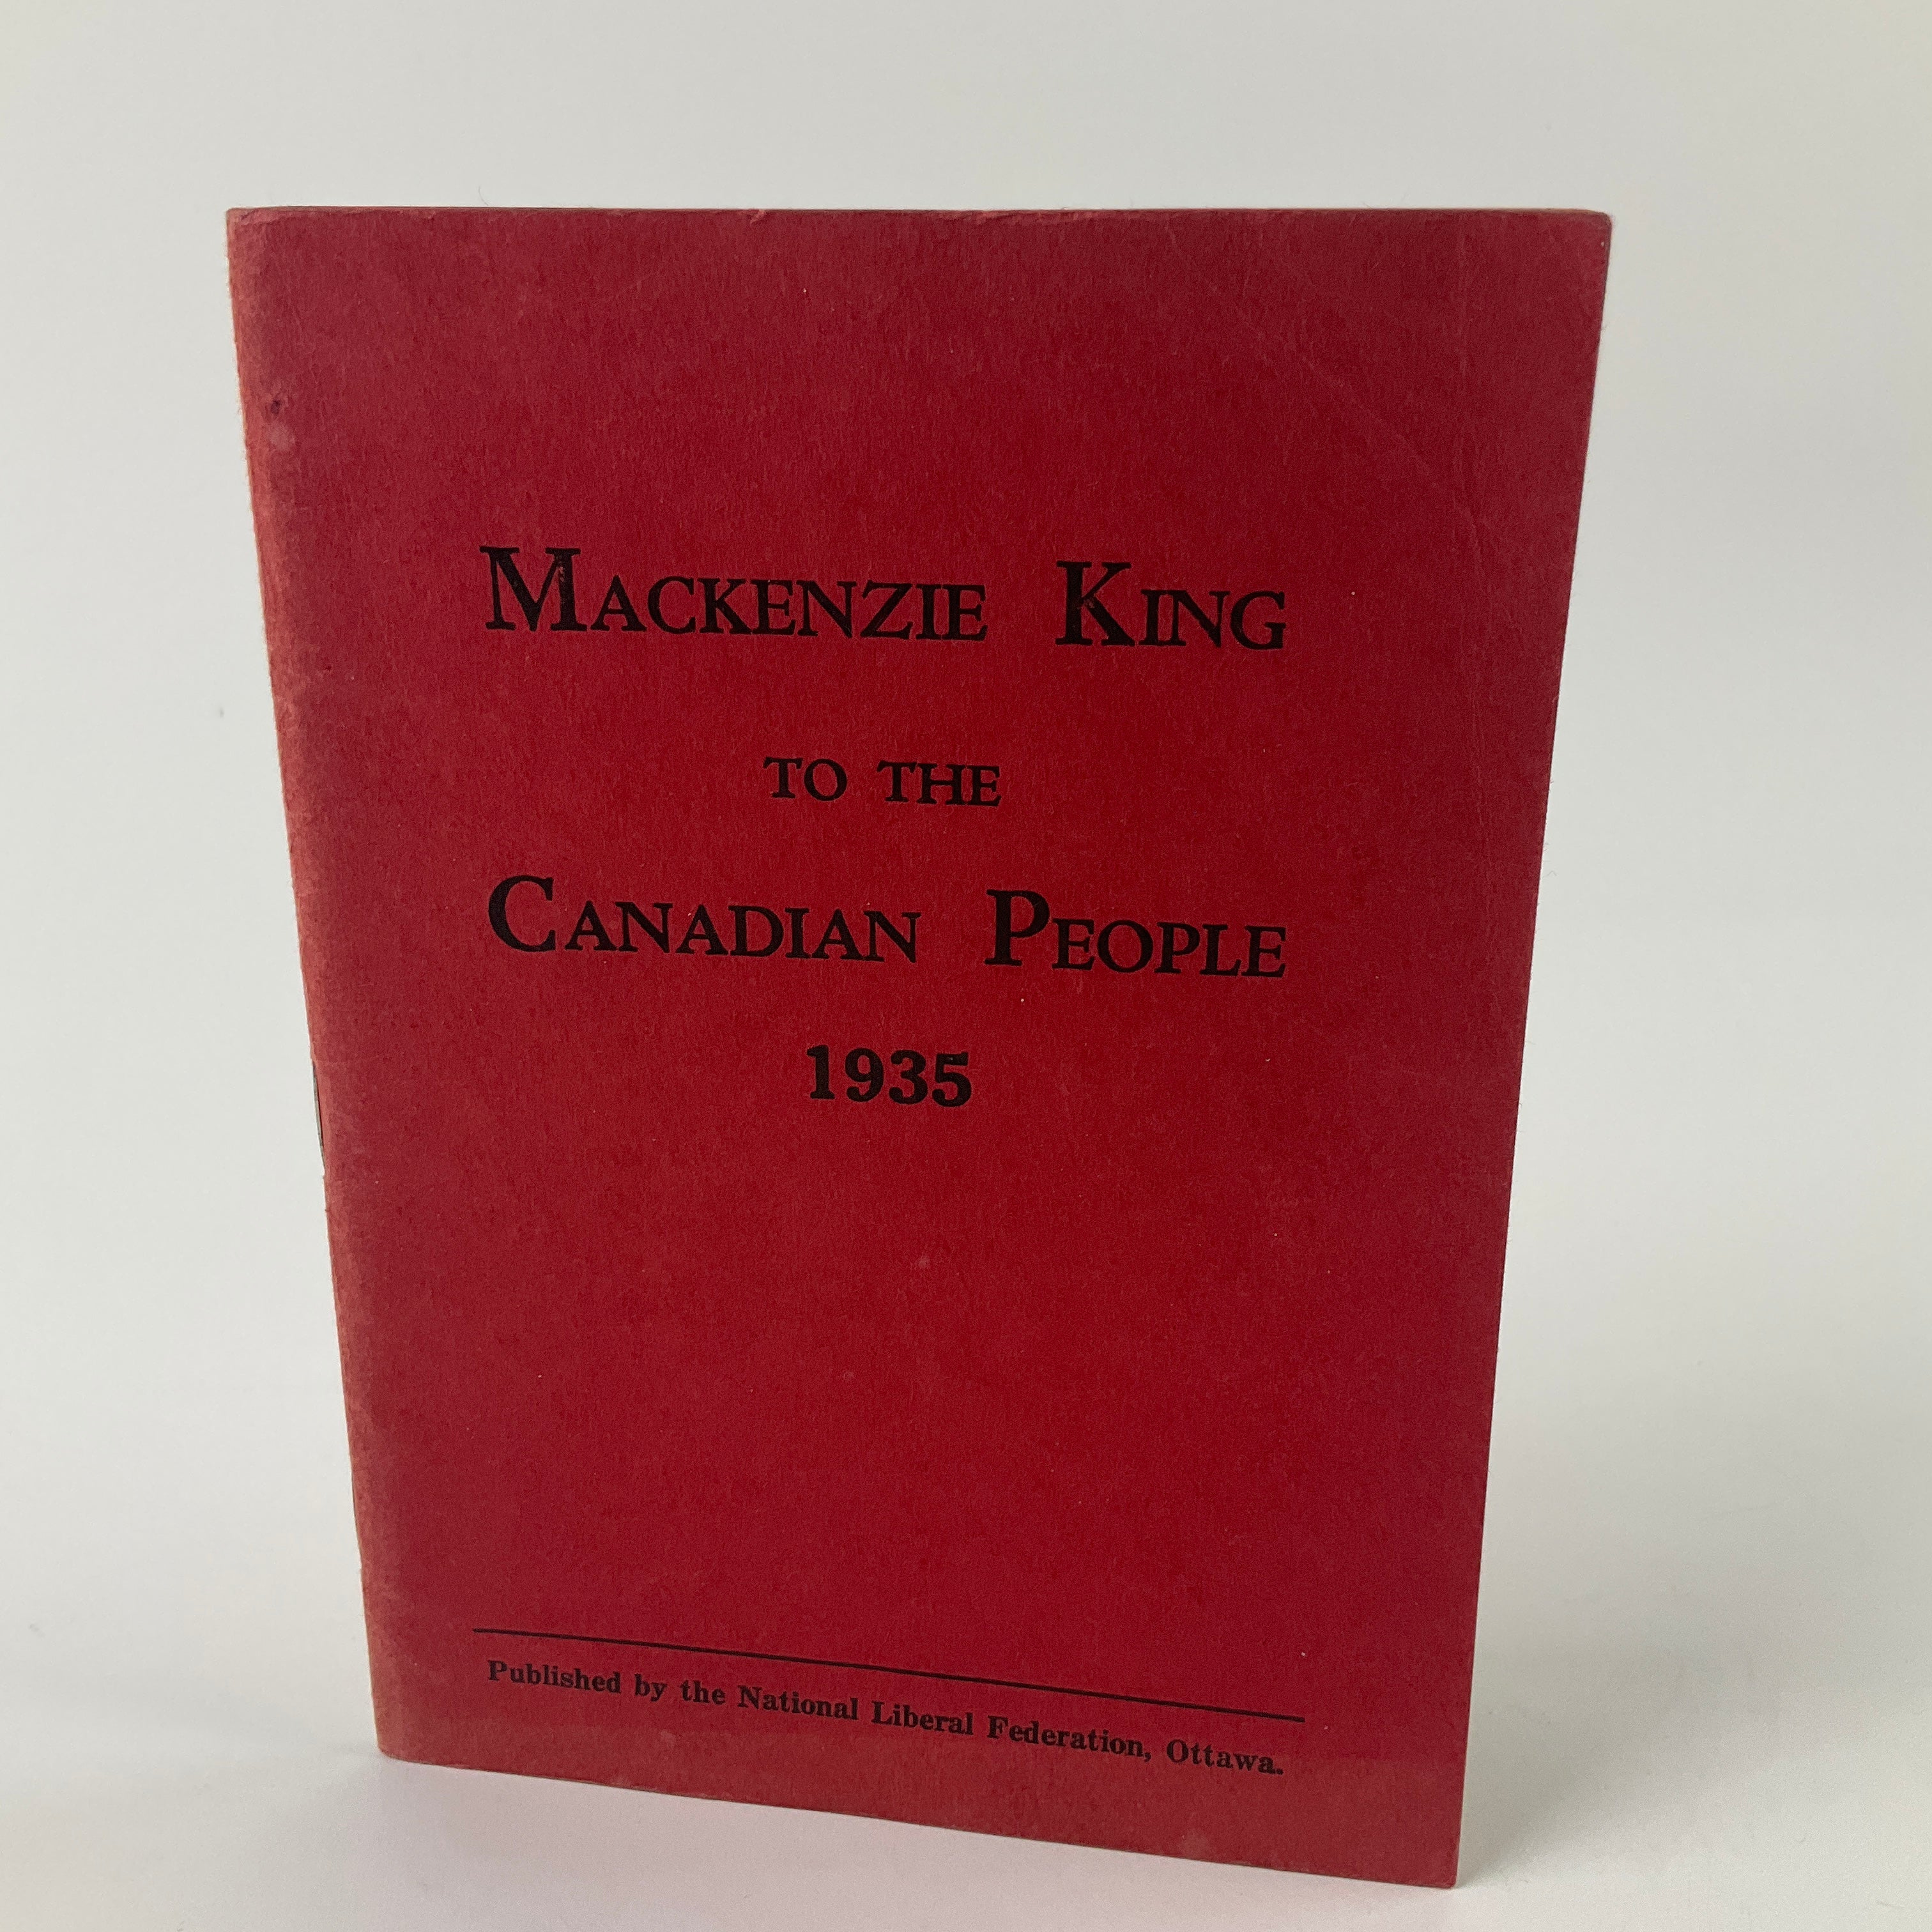 MACKENZIE KING
TO THE
CANADIAN PEOPLE
1935
Published by the National Liberal Federation, Ottawa.